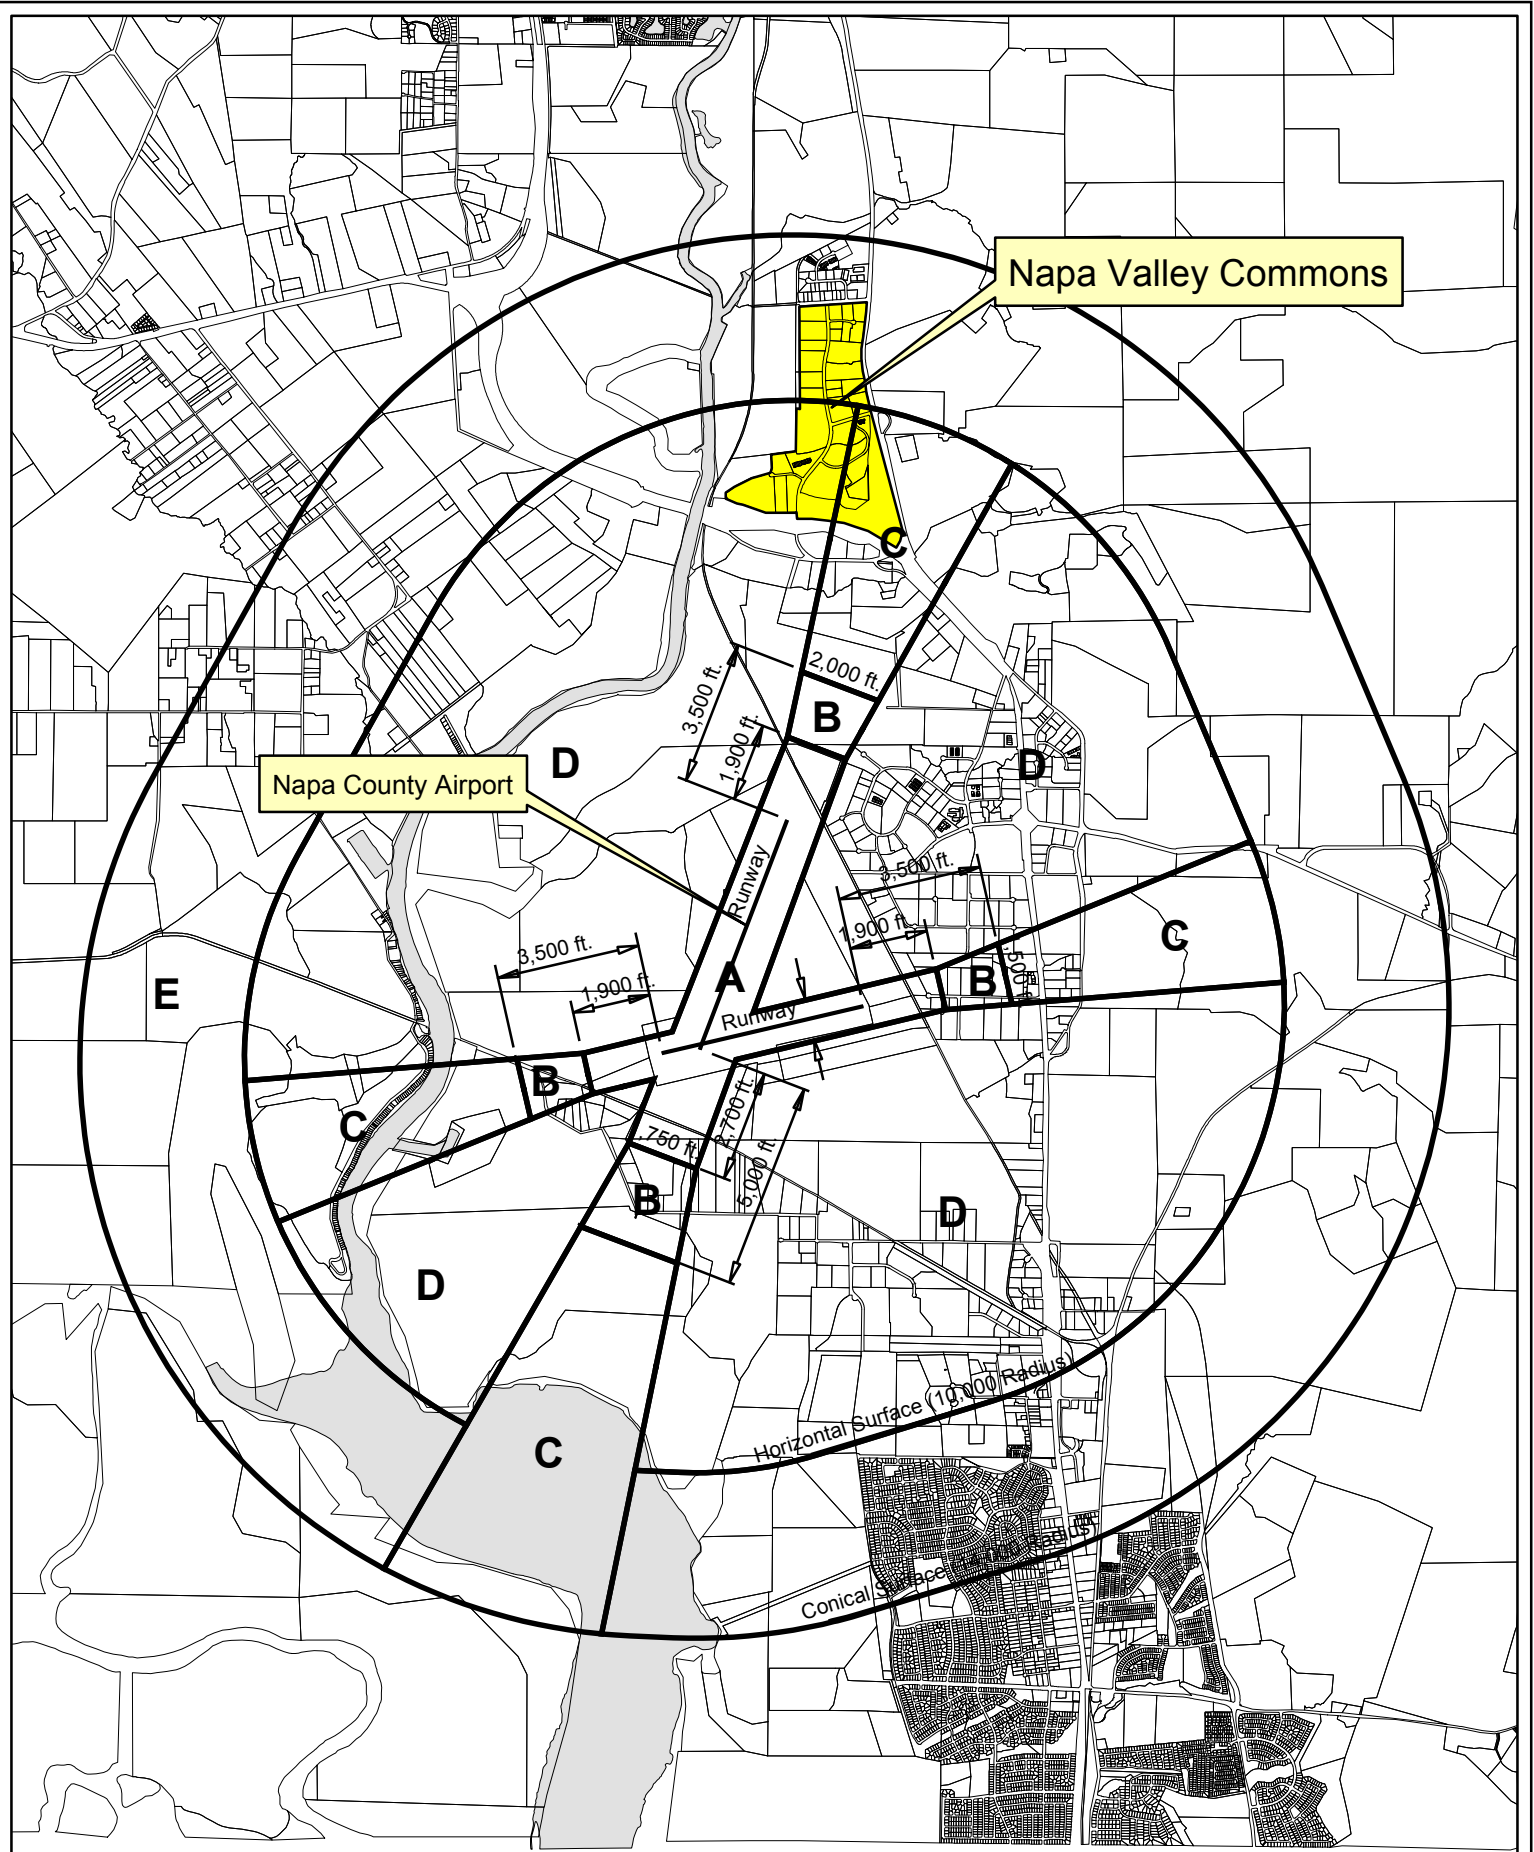 Napa Valley Commons
C
2,000 ft.
3,500 ft.
B
1,900 ft.
D
D
Napa County Airport
Runway
3,500 ft.
1,900 ft.
C
3,500 ft.
B
A
E
1,900 ft.
Runway
B
C
2,700 ft.
5,000 ft.
B
D
D
Horizontal Surface (10,000 Radius)
C
Conical Surface Radius)